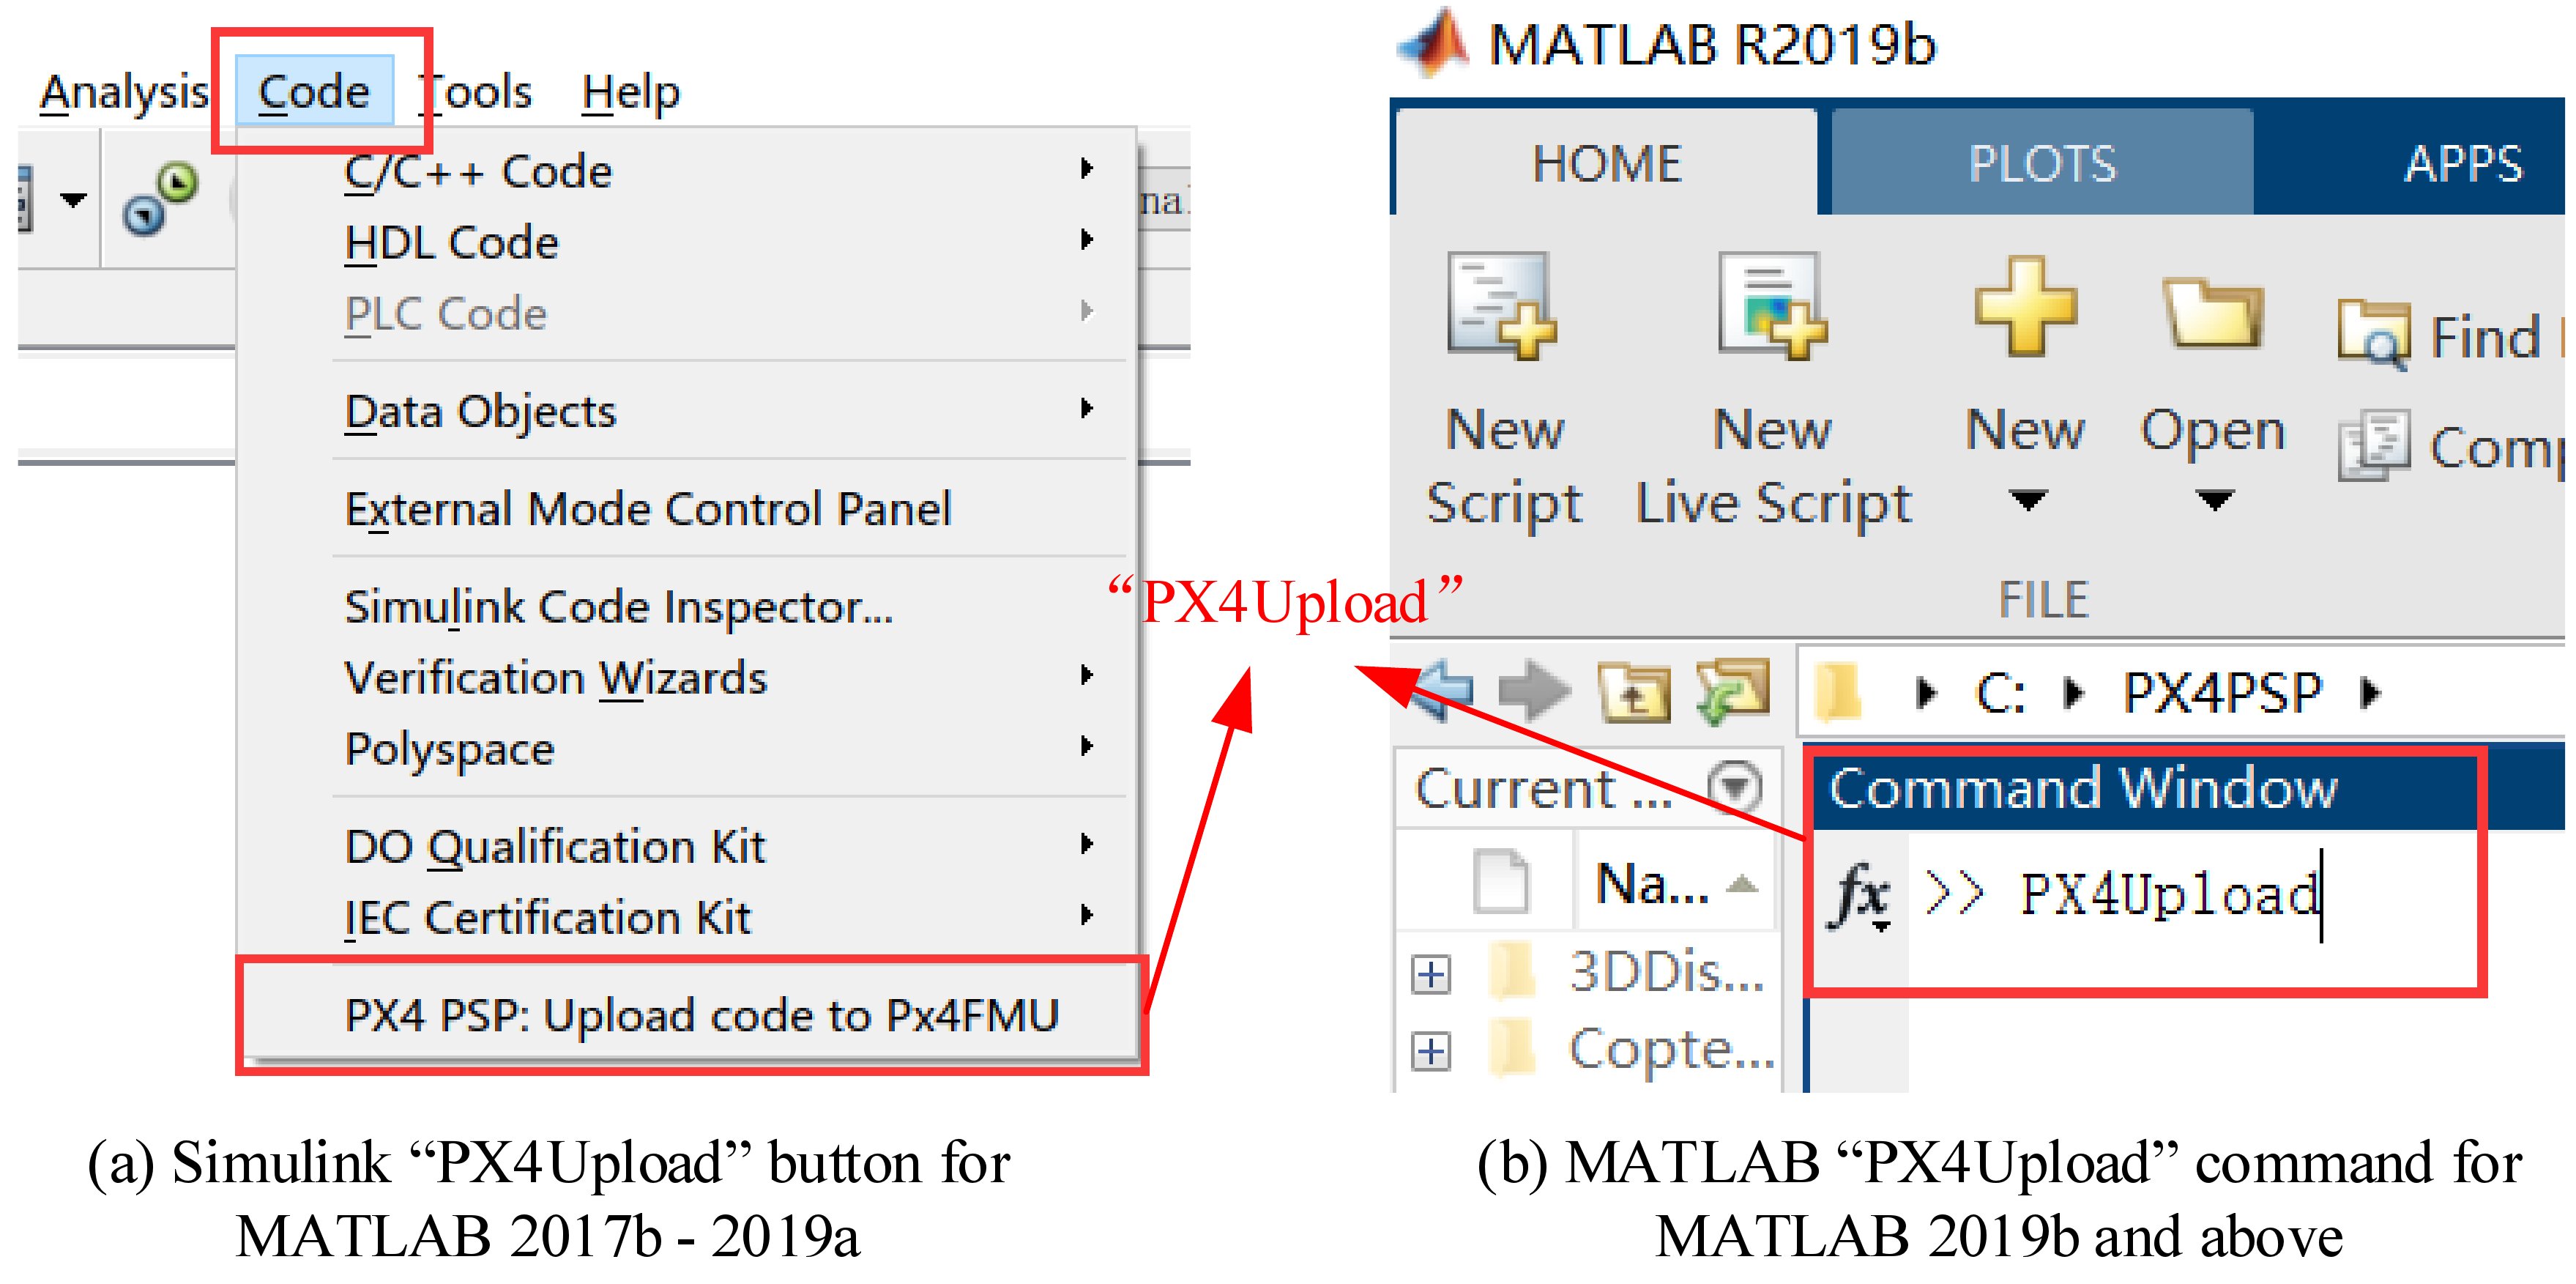 Analysis Code Tools Help
C/C++ Code
HDL Code
PLC Code
Data Objects
External Mode Control Panel
Simulink Code Inspector...
Verification Wizards
Polyspace
DO Qualification Kit
IEC Certification Kit
PX4 PSP: Upload code to Px4FMU
“PX4Upload”
MATLAB R2019b
HOME PLOTS APPS
New Script
New Live Script
New
Open
Find
FILE
C: PX4PSP
Current ...
Na...
3DDis...
Copte...
Command Window
fx >> PX4Upload
(a) Simulink “PX4Upload” button for
MATLAB 2017b - 2019a
(b) MATLAB “PX4Upload” command for
MATLAB 2019b and above